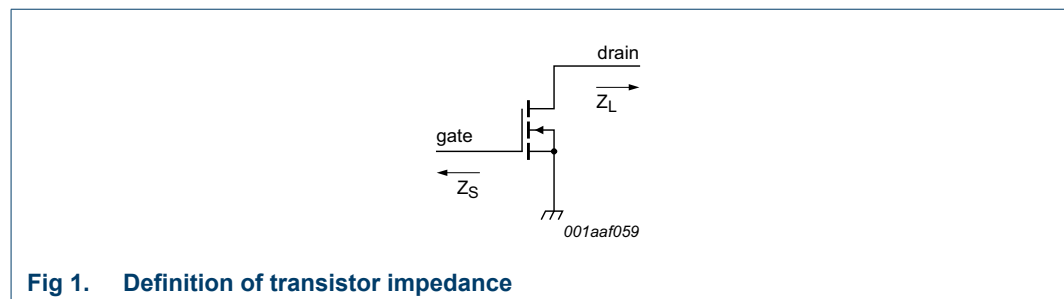 drain
Z_L
gate
Z_S
001aaf059
Fig 1. Definition of transistor impedance